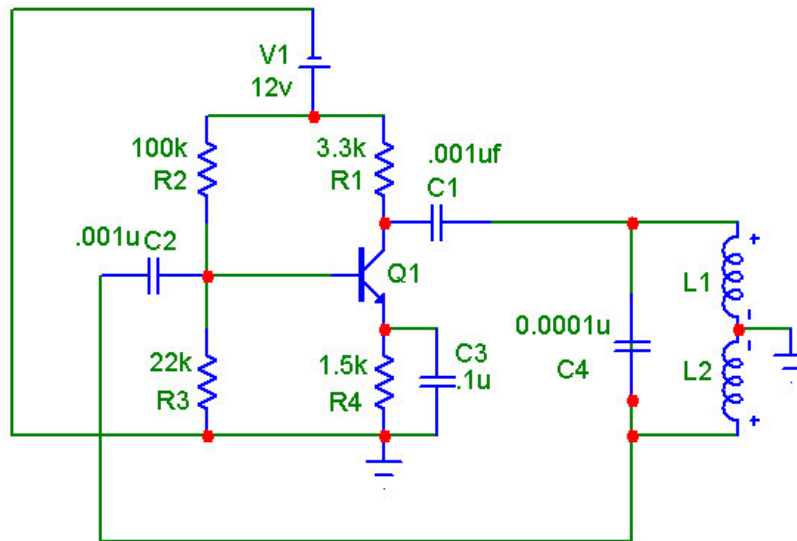 V1
12v
100k
R2
3.3k
R1
.001uf
C1
.001u
C2
Q1
+
L1
-
-
L2
+
0.0001u
C4
22k
R3
1.5k
R4
C3
.1u